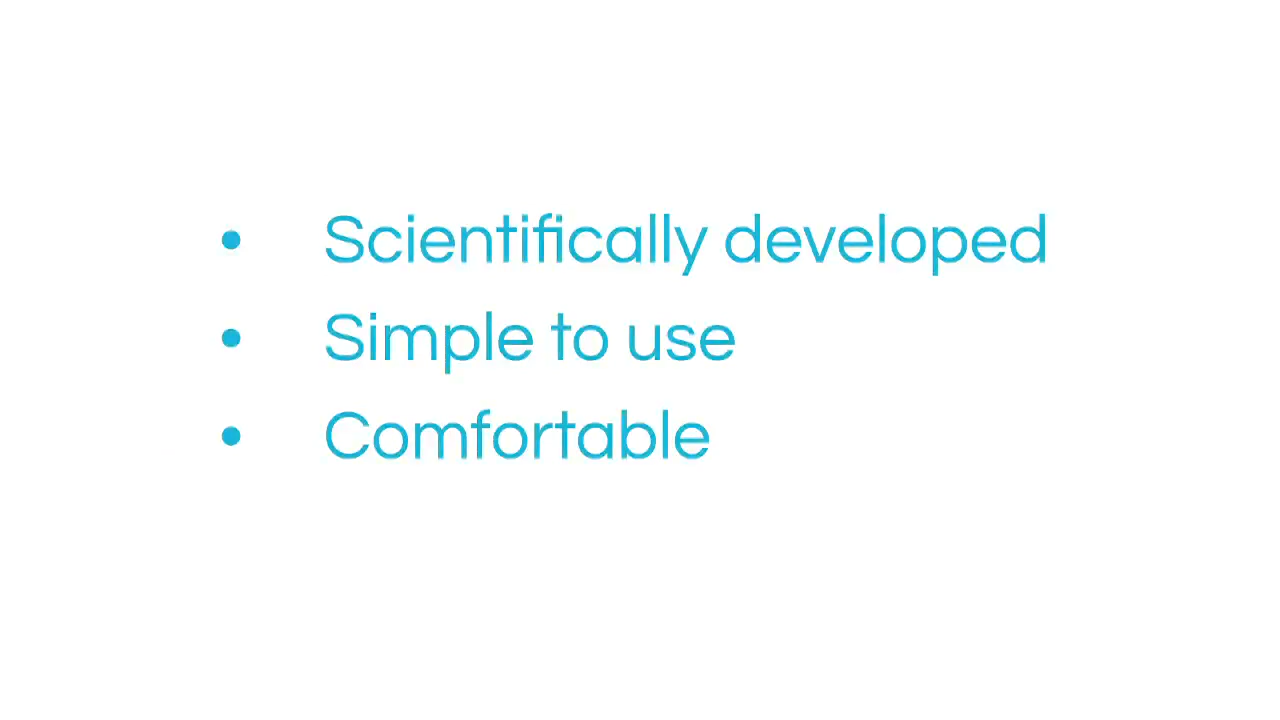 • Scientifically developed
• Simple to use
• Comfortable